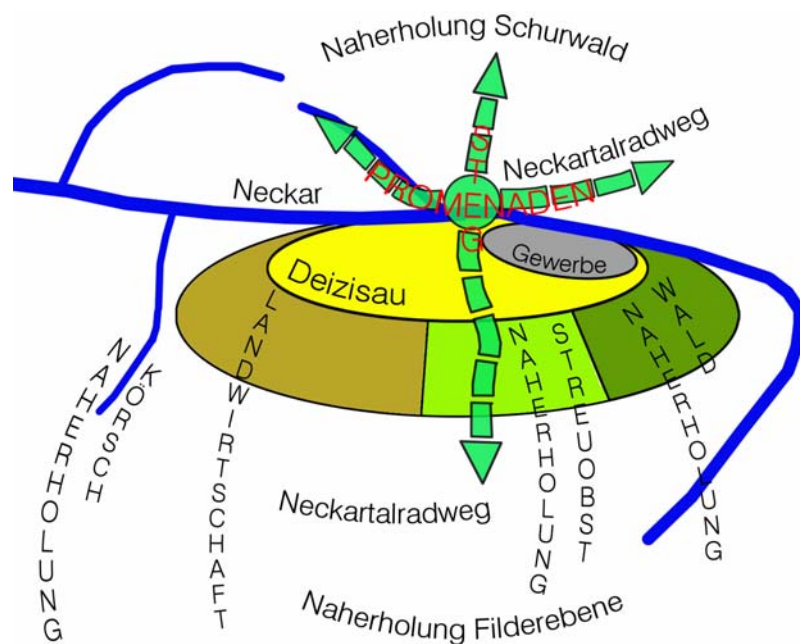 Naherholung Schurwald
Neckartalradweg
Neckar
STEG
PROMENADEN
Gewerbe
Deizisau
LANDWIRTSCHAFT
NAHERHOLUNG
KÖRSCH
NAHERHOLUNG
STREUOBST
NAHERHOLUNG
WALD
Neckartalradweg
Naherholung Filderebene